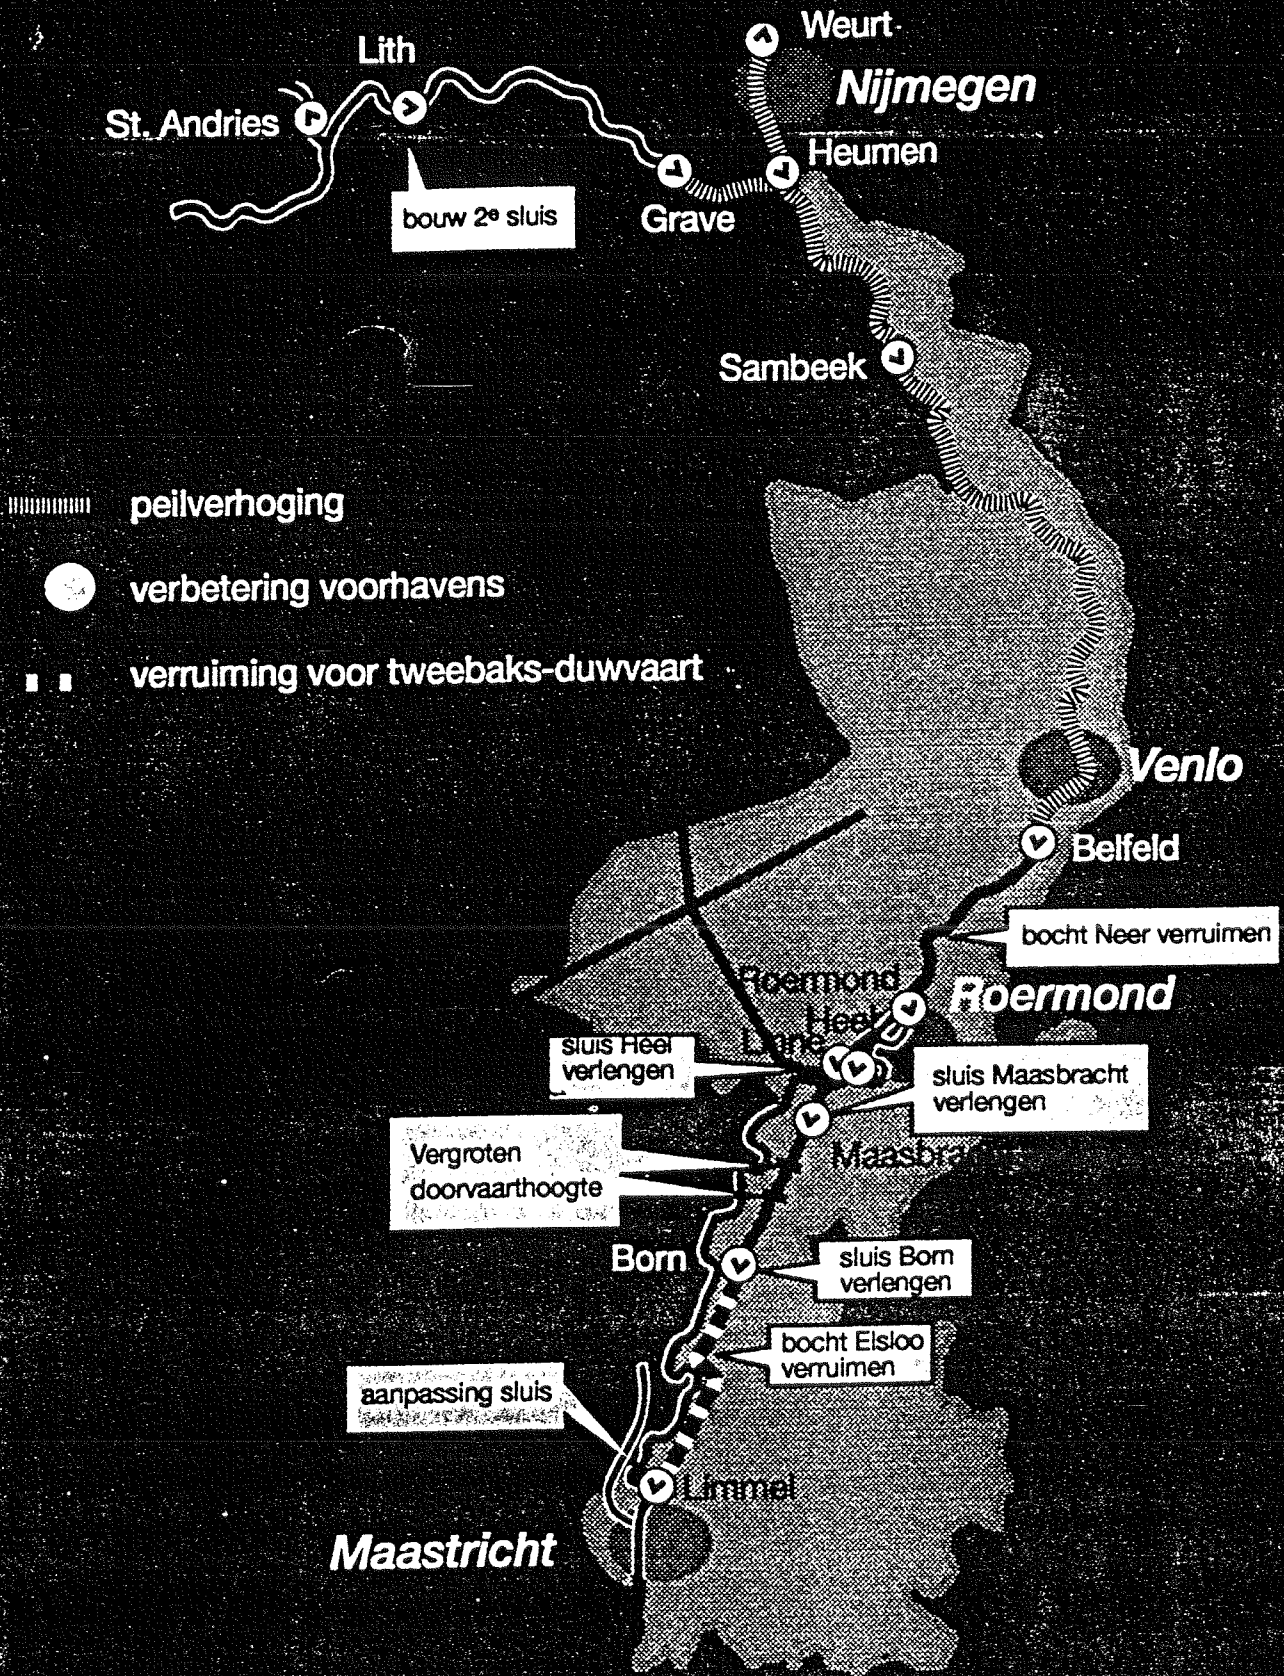 Weurt
Lith
Nijmegen
St. Andries
Heumen
bouw 2e sluis
Grave
Sambeek
peilverhoging
verbetering voorhavens
verruiming voor tweebaks-duwvaart
Venlo
Belfeld
bocht Neer verruimen
Roermond
Roermond
Heel
Linne
sluis Heel
verlengen
sluis Maasbracht
verlengen
Vergroten
doorvaarthoogte
Born
sluis Born
verlengen
bocht Elsloo
verruimen
aanpassing sluis
Limmel
Maastricht